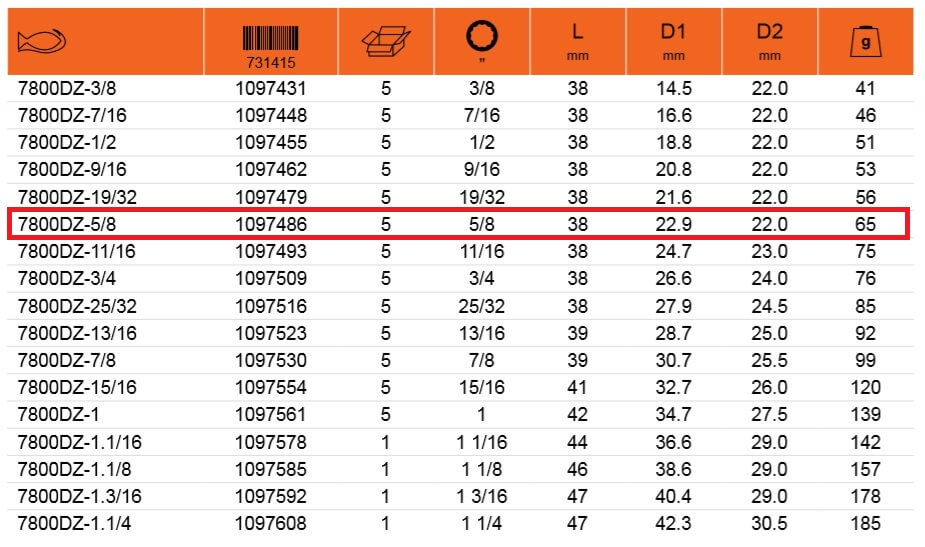 731415 " L mm D1 mm D2 mm g
7800DZ-3/8 1097431 5 3/8 38 14.5 22.0 41
7800DZ-7/16 1097448 5 7/16 38 16.6 22.0 46
7800DZ-1/2 1097455 5 1/2 38 18.8 22.0 51
7800DZ-9/16 1097462 5 9/16 38 20.8 22.0 53
7800DZ-19/32 1097479 5 19/32 38 21.6 22.0 56
7800DZ-5/8 1097486 5 5/8 38 22.9 22.0 65
7800DZ-11/16 1097493 5 11/16 38 24.7 23.0 75
7800DZ-3/4 1097509 5 3/4 38 26.6 24.0 76
7800DZ-25/32 1097516 5 25/32 38 27.9 24.5 85
7800DZ-13/16 1097523 5 13/16 39 28.7 25.0 92
7800DZ-7/8 1097530 5 7/8 39 30.7 25.5 99
7800DZ-15/16 1097554 5 15/16 41 32.7 26.0 120
7800DZ-1 1097561 5 1 42 34.7 27.5 139
7800DZ-1.1/16 1097578 1 1 1/16 44 36.6 29.0 142
7800DZ-1.1/8 1097585 1 1 1/8 46 38.6 29.0 157
7800DZ-1.3/16 1097592 1 1 3/16 47 40.4 29.0 178
7800DZ-1.1/4 1097608 1 1 1/4 47 42.3 30.5 185